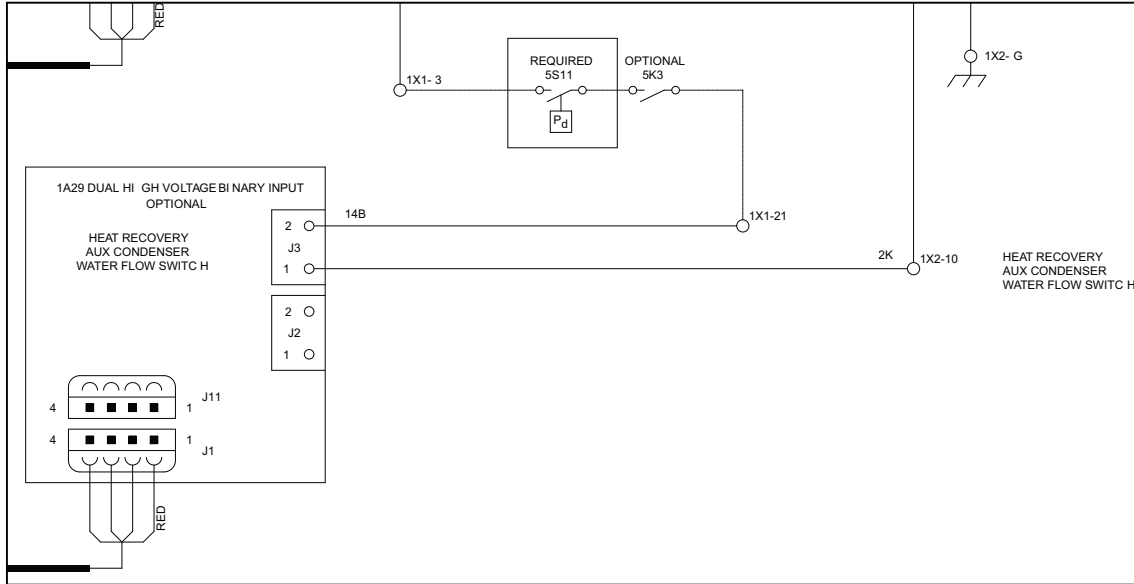 RED
1X1- 3
REQUIRED
5S11
Pd
OPTIONAL
5K3
1X2- G
1A29 DUAL HI GH VOLTAGE BI NARY INPUT
OPTIONAL
HEAT RECOVERY
AUX CONDENSER
WATER FLOW SWITC H
2
J3
1
14B
1X1-21
2K
1X2-10
HEAT RECOVERY
AUX CONDENSER
WATER FLOW SWITC H
2
J2
1
4
1
J11
4
1
J1
RED